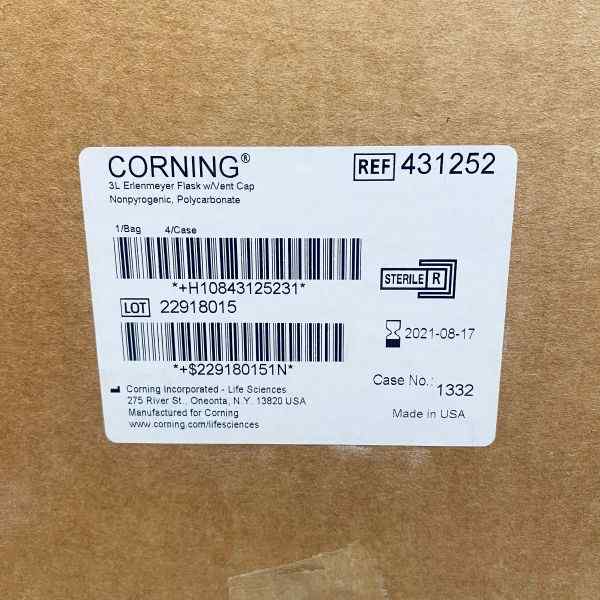 CORNING®
REF 431252
3L Erlenmeyer Flask w/Vent Cap
Nonpyrogenic, Polycarbonate
1/Bag 4/Case
*+H10843125231*
STERILE R
LOT 22918015
2021-08-17
*+$229180151N*
Case No.: 1332
Corning Incorporated - Life Sciences
275 River St., Oneonta, N.Y. 13820 USA
Manufactured for Corning
www.corning.com/lifesciences
Made in USA